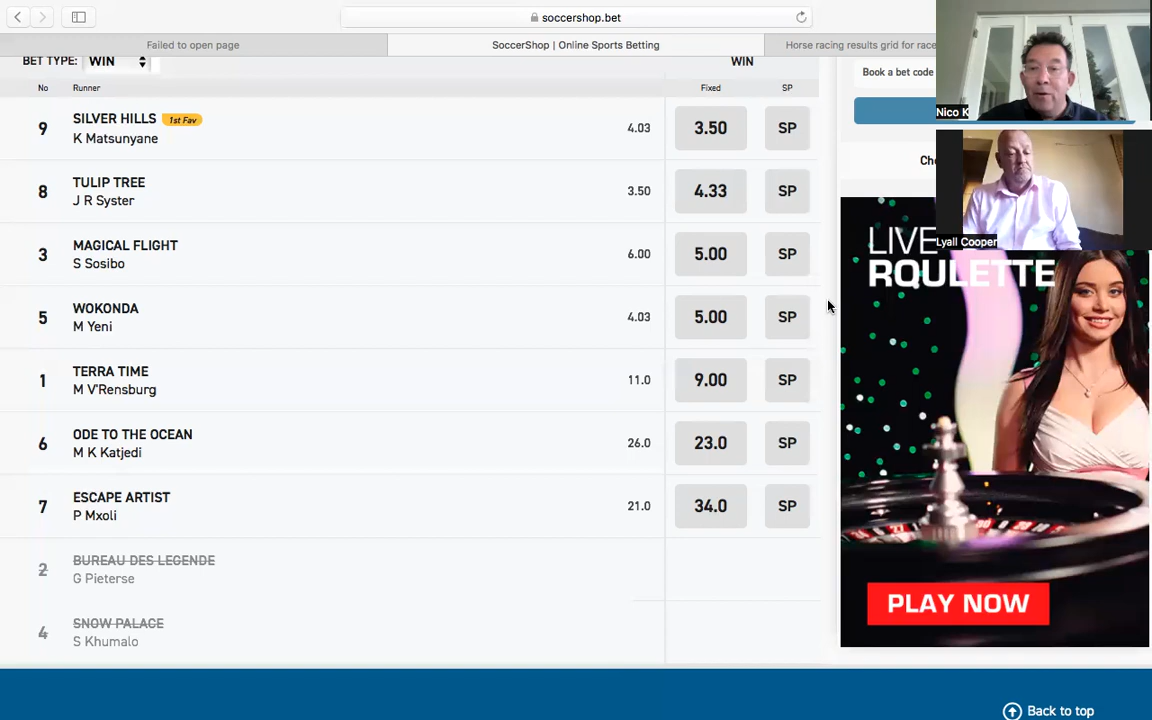 soccershop.bet
Failed to open page
SoccerShop | Online Sports Betting
Horse racing results grid for race
BET TYPE: WIN
WIN
Book a bet code
No Runner Fixed SP
9 SILVER HILLS 1st Fav 4.03 3.50 SP
K Matsunyane
8 TULIP TREE 3.50 4.33 SP
J R Syster
3 MAGICAL FLIGHT 6.00 5.00 SP
S Sosibo
5 WOKONDA 4.03 5.00 SP
M Yeni
1 TERRA TIME 11.0 9.00 SP
M V'Rensburg
6 ODE TO THE OCEAN 26.0 23.0 SP
M K Katjedi
7 ESCAPE ARTIST 21.0 34.0 SP
P Mxoli
2 BUREAU DES LEGENDE
G Pieterse
4 SNOW PALACE
S Khumalo
Nico K
Lyall Cooper
LIVE
ROULETTE
PLAY NOW
Back to top